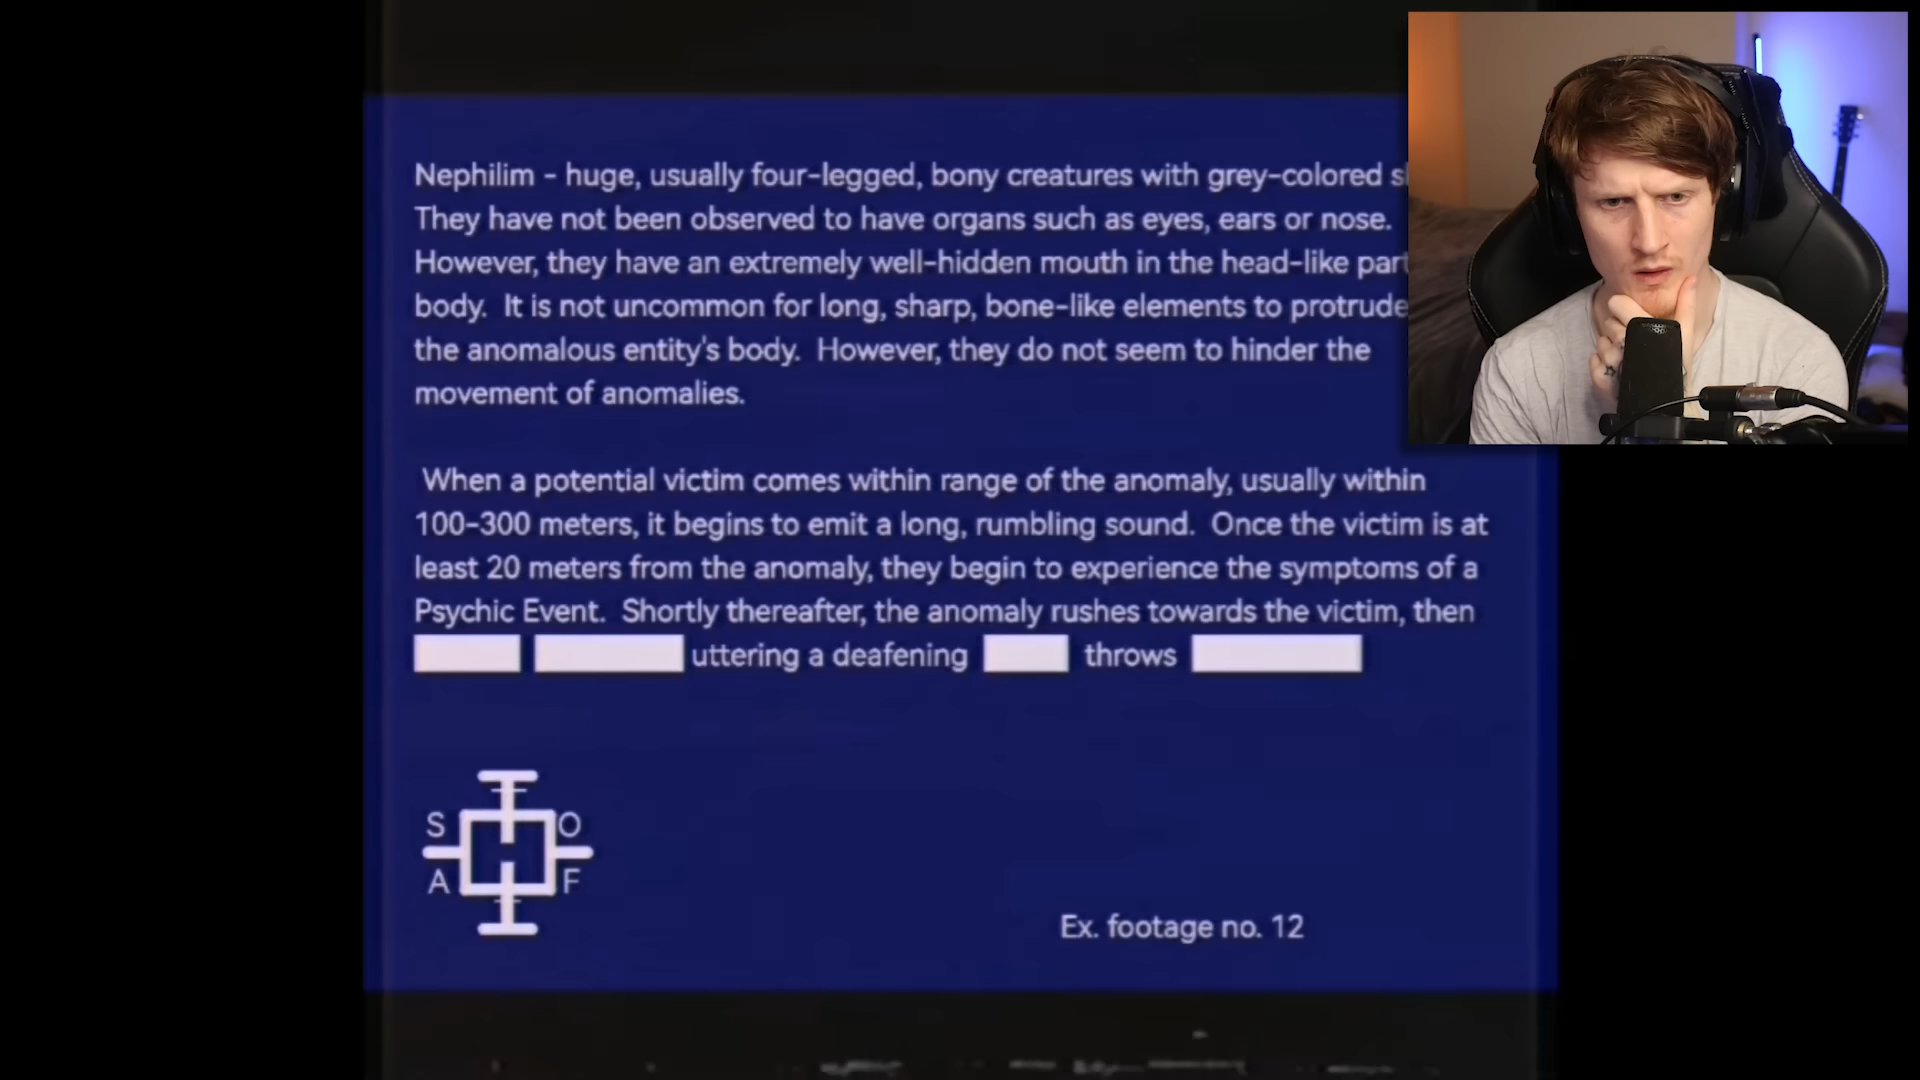 Nephilim - huge, usually four-legged, bony creatures with grey-colored
They have not been observed to have organs such as eyes, ears or nose.
However, they have an extremely well-hidden mouth in the head-like part
body. It is not uncommon for long, sharp, bone-like elements to protrude
the anomalous entity's body. However, they do not seem to hinder the
movement of anomalies.
When a potential victim comes within range of the anomaly, usually within
100-300 meters, it begins to emit a long, rumbling sound. Once the victim is at
least 20 meters from the anomaly, they begin to experience the symptoms of a
Psychic Event. Shortly thereafter, the anomaly rushes towards the victim, then
uttering a deafening throws
S O
A F
Ex. footage no. 12